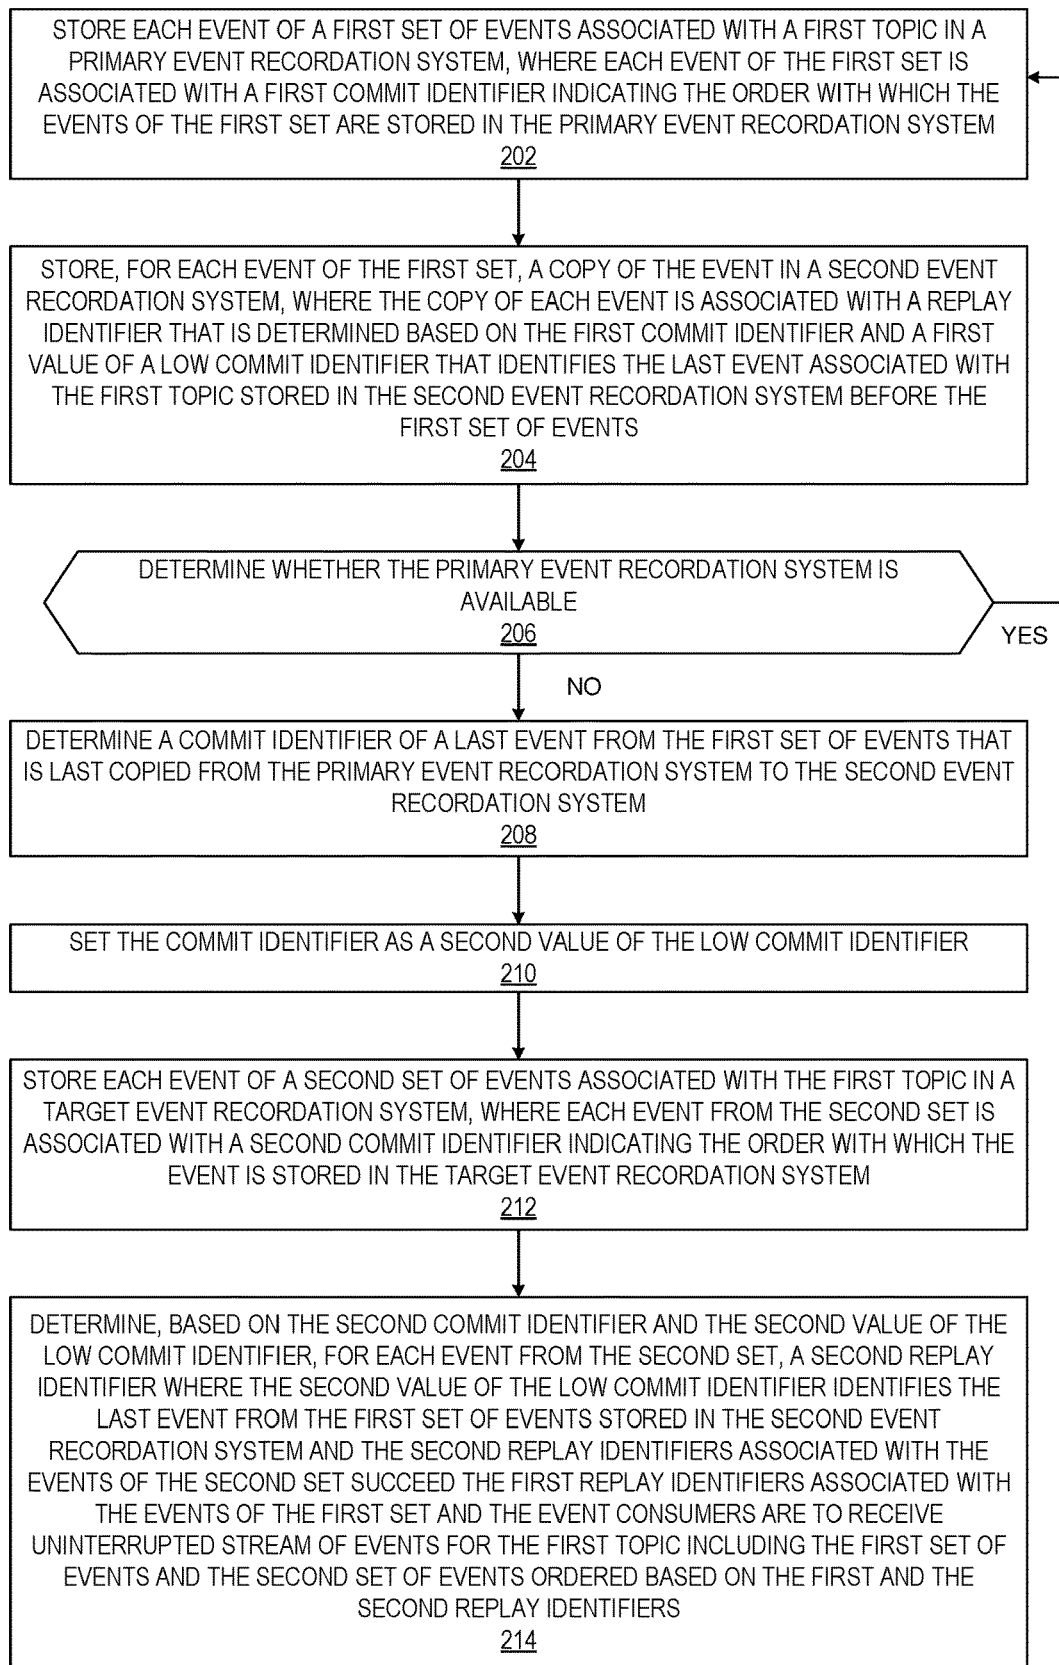 STORE EACH EVENT OF A FIRST SET OF EVENTS ASSOCIATED WITH A FIRST TOPIC IN A
PRIMARY EVENT RECORDATION SYSTEM, WHERE EACH EVENT OF THE FIRST SET IS
ASSOCIATED WITH A FIRST COMMIT IDENTIFIER INDICATING THE ORDER WITH WHICH THE
EVENTS OF THE FIRST SET ARE STORED IN THE PRIMARY EVENT RECORDATION SYSTEM
202
STORE, FOR EACH EVENT OF THE FIRST SET, A COPY OF THE EVENT IN A SECOND EVENT
RECORDATION SYSTEM, WHERE THE COPY OF EACH EVENT IS ASSOCIATED WITH A REPLAY
IDENTIFIER THAT IS DETERMINED BASED ON THE FIRST COMMIT IDENTIFIER AND A FIRST
VALUE OF A LOW COMMIT IDENTIFIER THAT IDENTIFIES THE LAST EVENT ASSOCIATED WITH
THE FIRST TOPIC STORED IN THE SECOND EVENT RECORDATION SYSTEM BEFORE THE
FIRST SET OF EVENTS
204
DETERMINE WHETHER THE PRIMARY EVENT RECORDATION SYSTEM IS
AVAILABLE
206
YES
NO
DETERMINE A COMMIT IDENTIFIER OF A LAST EVENT FROM THE FIRST SET OF EVENTS THAT
IS LAST COPIED FROM THE PRIMARY EVENT RECORDATION SYSTEM TO THE SECOND EVENT
RECORDATION SYSTEM
208
SET THE COMMIT IDENTIFIER AS A SECOND VALUE OF THE LOW COMMIT IDENTIFIER
210
STORE EACH EVENT OF A SECOND SET OF EVENTS ASSOCIATED WITH THE FIRST TOPIC IN A
TARGET EVENT RECORDATION SYSTEM, WHERE EACH EVENT FROM THE SECOND SET IS
ASSOCIATED WITH A SECOND COMMIT IDENTIFIER INDICATING THE ORDER WITH WHICH THE
EVENT IS STORED IN THE TARGET EVENT RECORDATION SYSTEM
212
DETERMINE, BASED ON THE SECOND COMMIT IDENTIFIER AND THE SECOND VALUE OF THE
LOW COMMIT IDENTIFIER, FOR EACH EVENT FROM THE SECOND SET, A SECOND REPLAY
IDENTIFIER WHERE THE SECOND VALUE OF THE LOW COMMIT IDENTIFIER IDENTIFIES THE
LAST EVENT FROM THE FIRST SET OF EVENTS STORED IN THE SECOND EVENT
RECORDATION SYSTEM AND THE SECOND REPLAY IDENTIFIERS ASSOCIATED WITH THE
EVENTS OF THE SECOND SET SUCCEED THE FIRST REPLAY IDENTIFIERS ASSOCIATED WITH
THE EVENTS OF THE FIRST SET AND THE EVENT CONSUMERS ARE TO RECEIVE
UNINTERRUPTED STREAM OF EVENTS FOR THE FIRST TOPIC INCLUDING THE FIRST SET OF
EVENTS AND THE SECOND SET OF EVENTS ORDERED BASED ON THE FIRST AND THE
SECOND REPLAY IDENTIFIERS
214